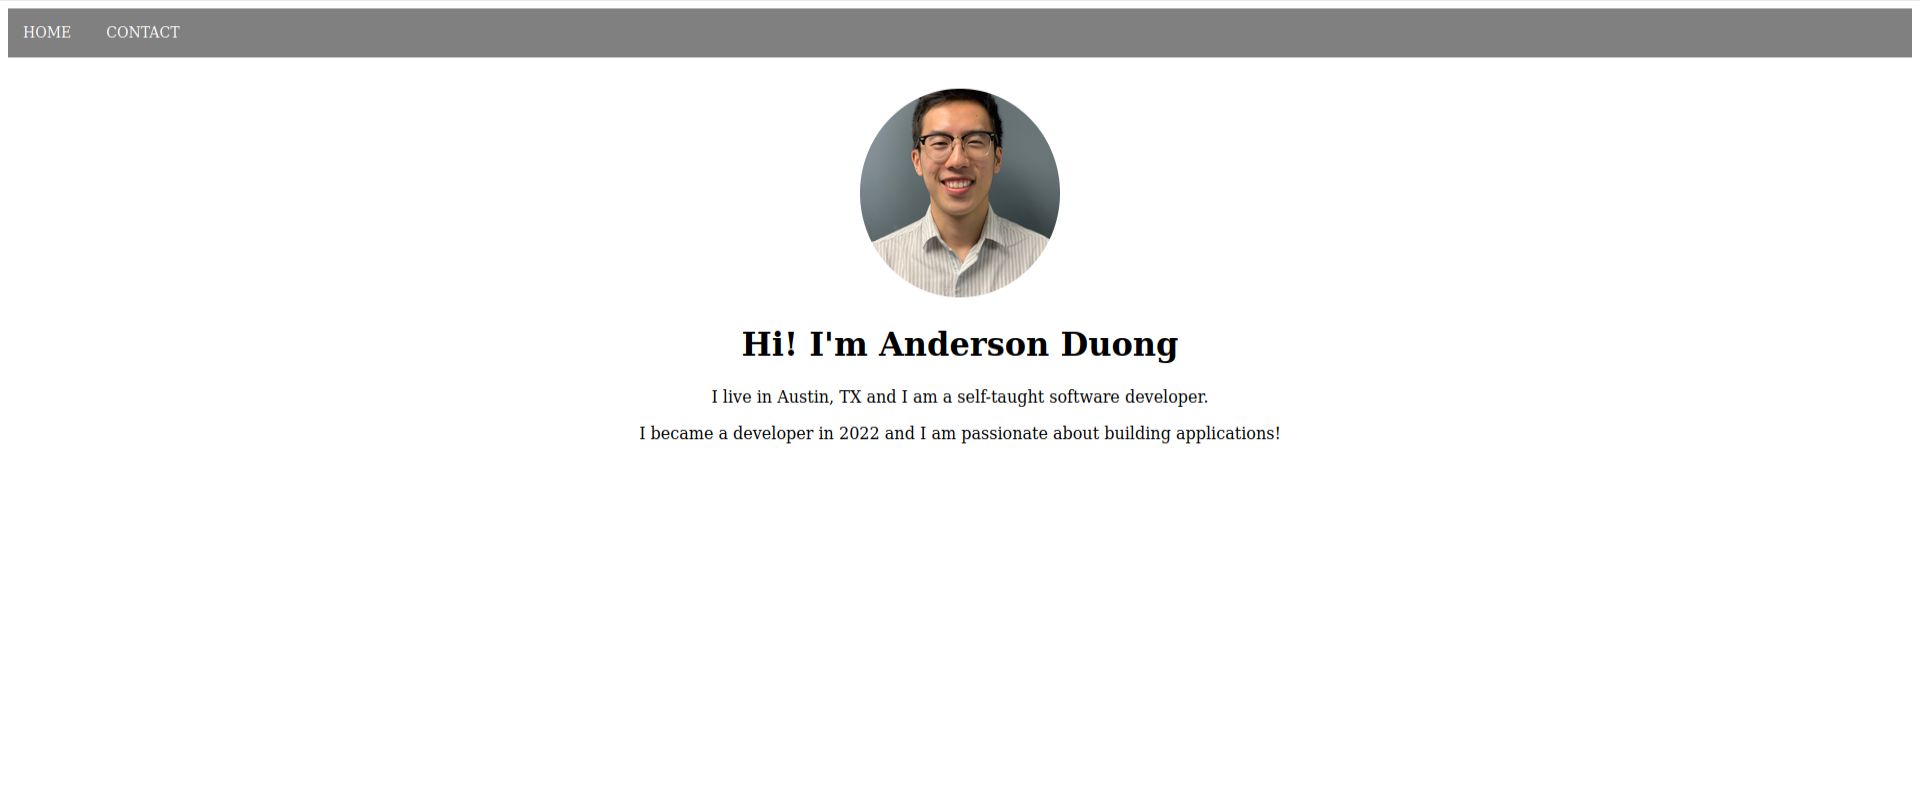 HOME CONTACT
Hi! I'm Anderson Duong
I live in Austin, TX and I am a self-taught software developer.
I became a developer in 2022 and I am passionate about building applications!